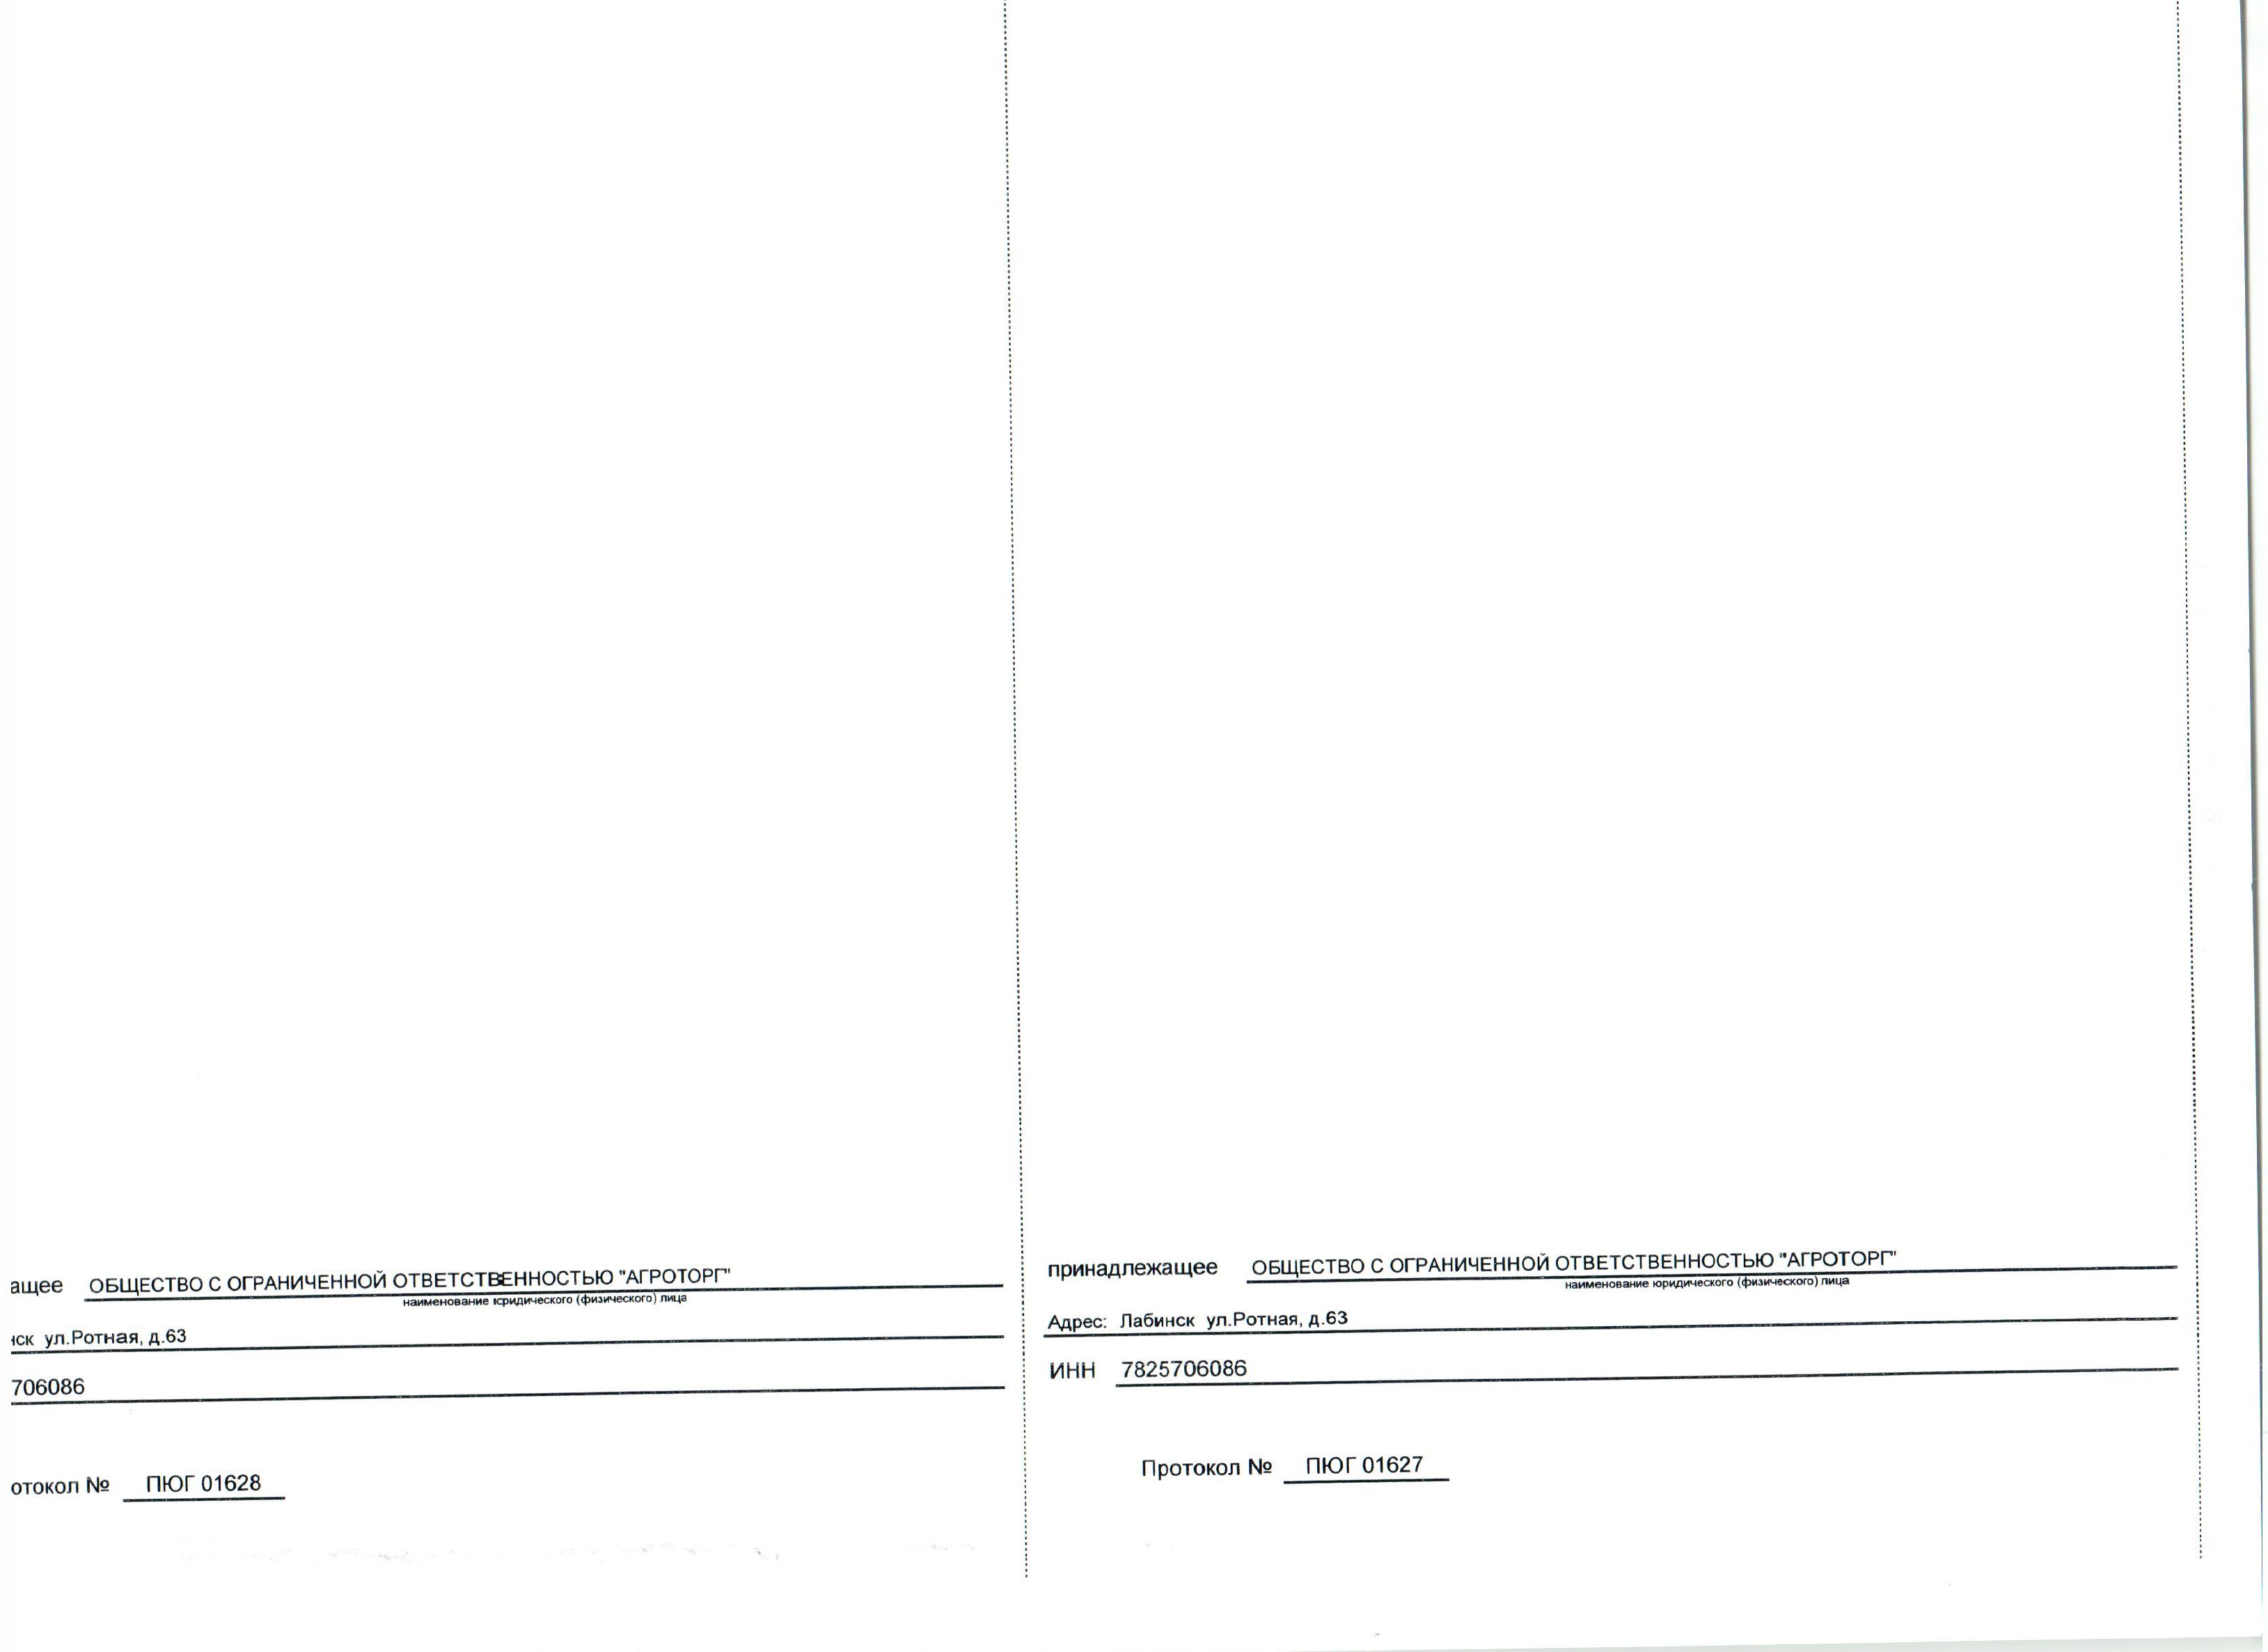 ащее ОБЩЕСТВО С ОГРАНИЧЕННОЙ ОТВЕТСТВЕННОСТЬЮ "АГРОТОРГ"
наименование юридического (физического) лица
ул.Ротная, д.63
706086
отокол № ПЮГ 01628
принадлежащее ОБЩЕСТВО С ОГРАНИЧЕННОЙ ОТВЕТСТВЕННОСТЬЮ "АГРОТОРГ"
наименование юридического (физического) лица
Адрес: Лабинск ул.Ротная, д.63
ИНН 7825706086
Протокол № ПЮГ 01627